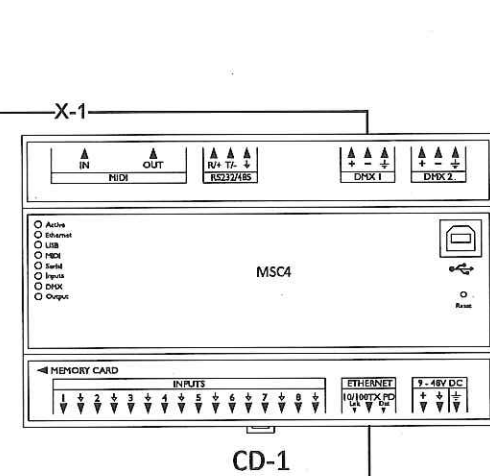 X-1
IN OUT R/+ T/- + - + -
MIDI RS232/485 DMX 1 DMX 2
Active
Ethernet
USB
MIDI
Serial
Inputs
DMX
Output
MSC4
Reset
MEMORY CARD
INPUTS ETHERNET 9 - 48V DC
1 2 3 4 5 6 7 8 10/100TX PD + 
Lnk Dat
CD-1